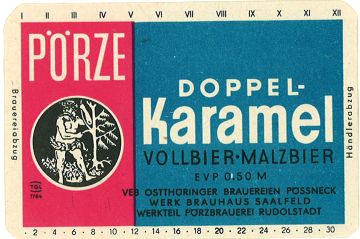 I II III IV V VI VII VIII IX X XI XII
PÖRZE
Brauereiabzug
TGL
7764
DOPPEL-
Karamel
VOLLBIER-MALZBIER
EVP 0.50 M
VEB OSTTHÜRINGER BRAUEREIEN PÖSSNECK
WERK BRAUHAUS SAALFELD
WERKTEIL PÖRZBRAUEREI RUDOLSTADT
Händlerabzug
· 2 · 4 · 6 · 8 · 10 · 12 · 14 · 16 · 18 · 20 · 22 · 24 · 26 · 28 · 30 ·